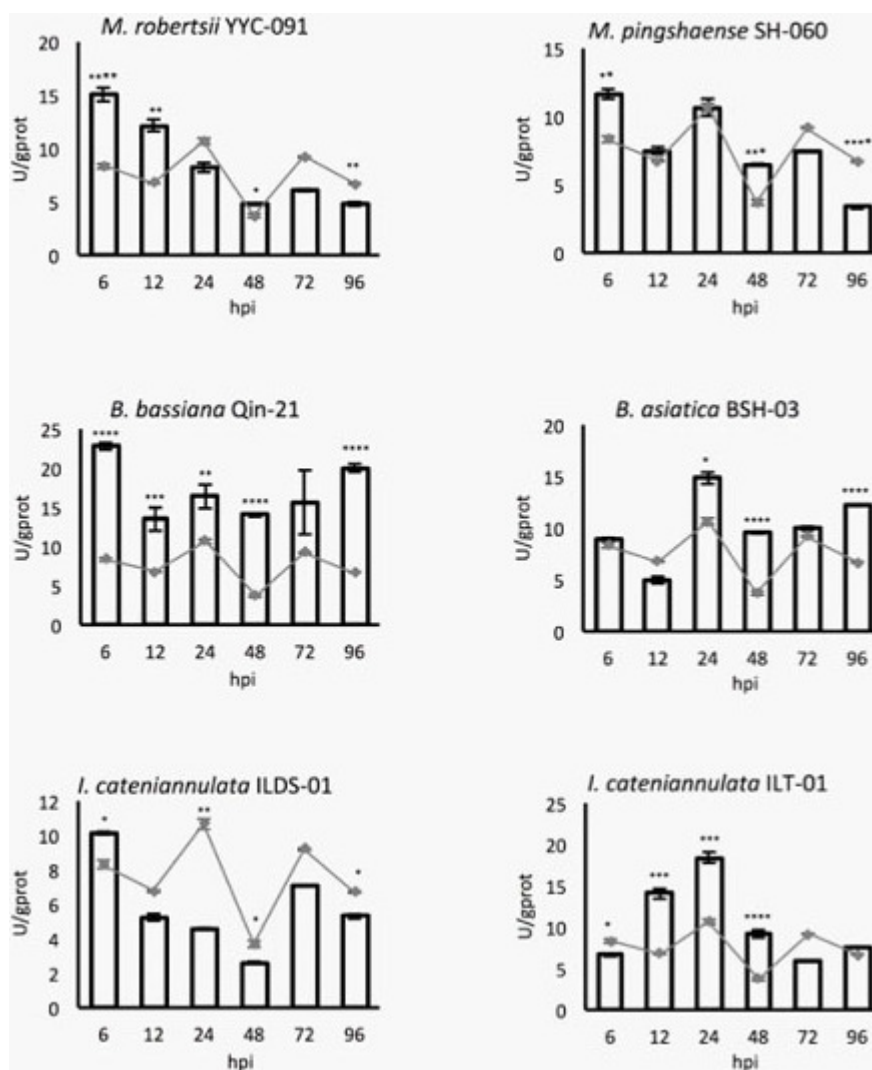 M. robertsii YYC-091
20
15
10
5
0
U/gprot
****
**
*
**
6 12 24 48 72 96
hpi
M. pingshaense SH-060
15
10
5
0
U/gprot
**
***
****
6 12 24 48 72 96
hpi
B. bassiana Qin-21
25
20
15
10
5
0
U/gprot
****
***
**
****
****
6 12 24 48 72 96
hpi
B. asiatica BSH-03
20
15
10
5
0
U/gprot
*
****
****
6 12 24 48 72 96
hpi
I. cateniannulata ILDS-01
12
10
8
6
4
2
0
U/gprot
*
**
*
*
6 12 24 48 72 96
hpi
I. cateniannulata ILT-01
25
20
15
10
5
0
U/gprot
*
***
***
****
6 12 24 48 72 96
hpi